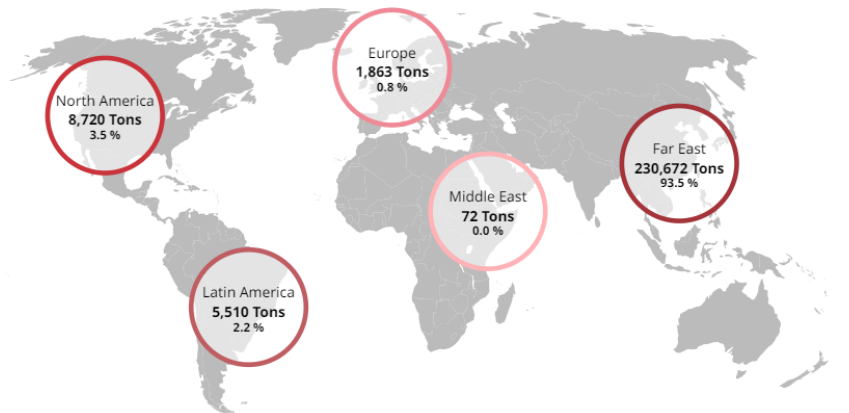 Europe
1,863 Tons
0.8 %
North America
8,720 Tons
3.5 %
Far East
230,672 Tons
93.5 %
Middle East
72 Tons
0.0 %
Latin America
5,510 Tons
2.2 %